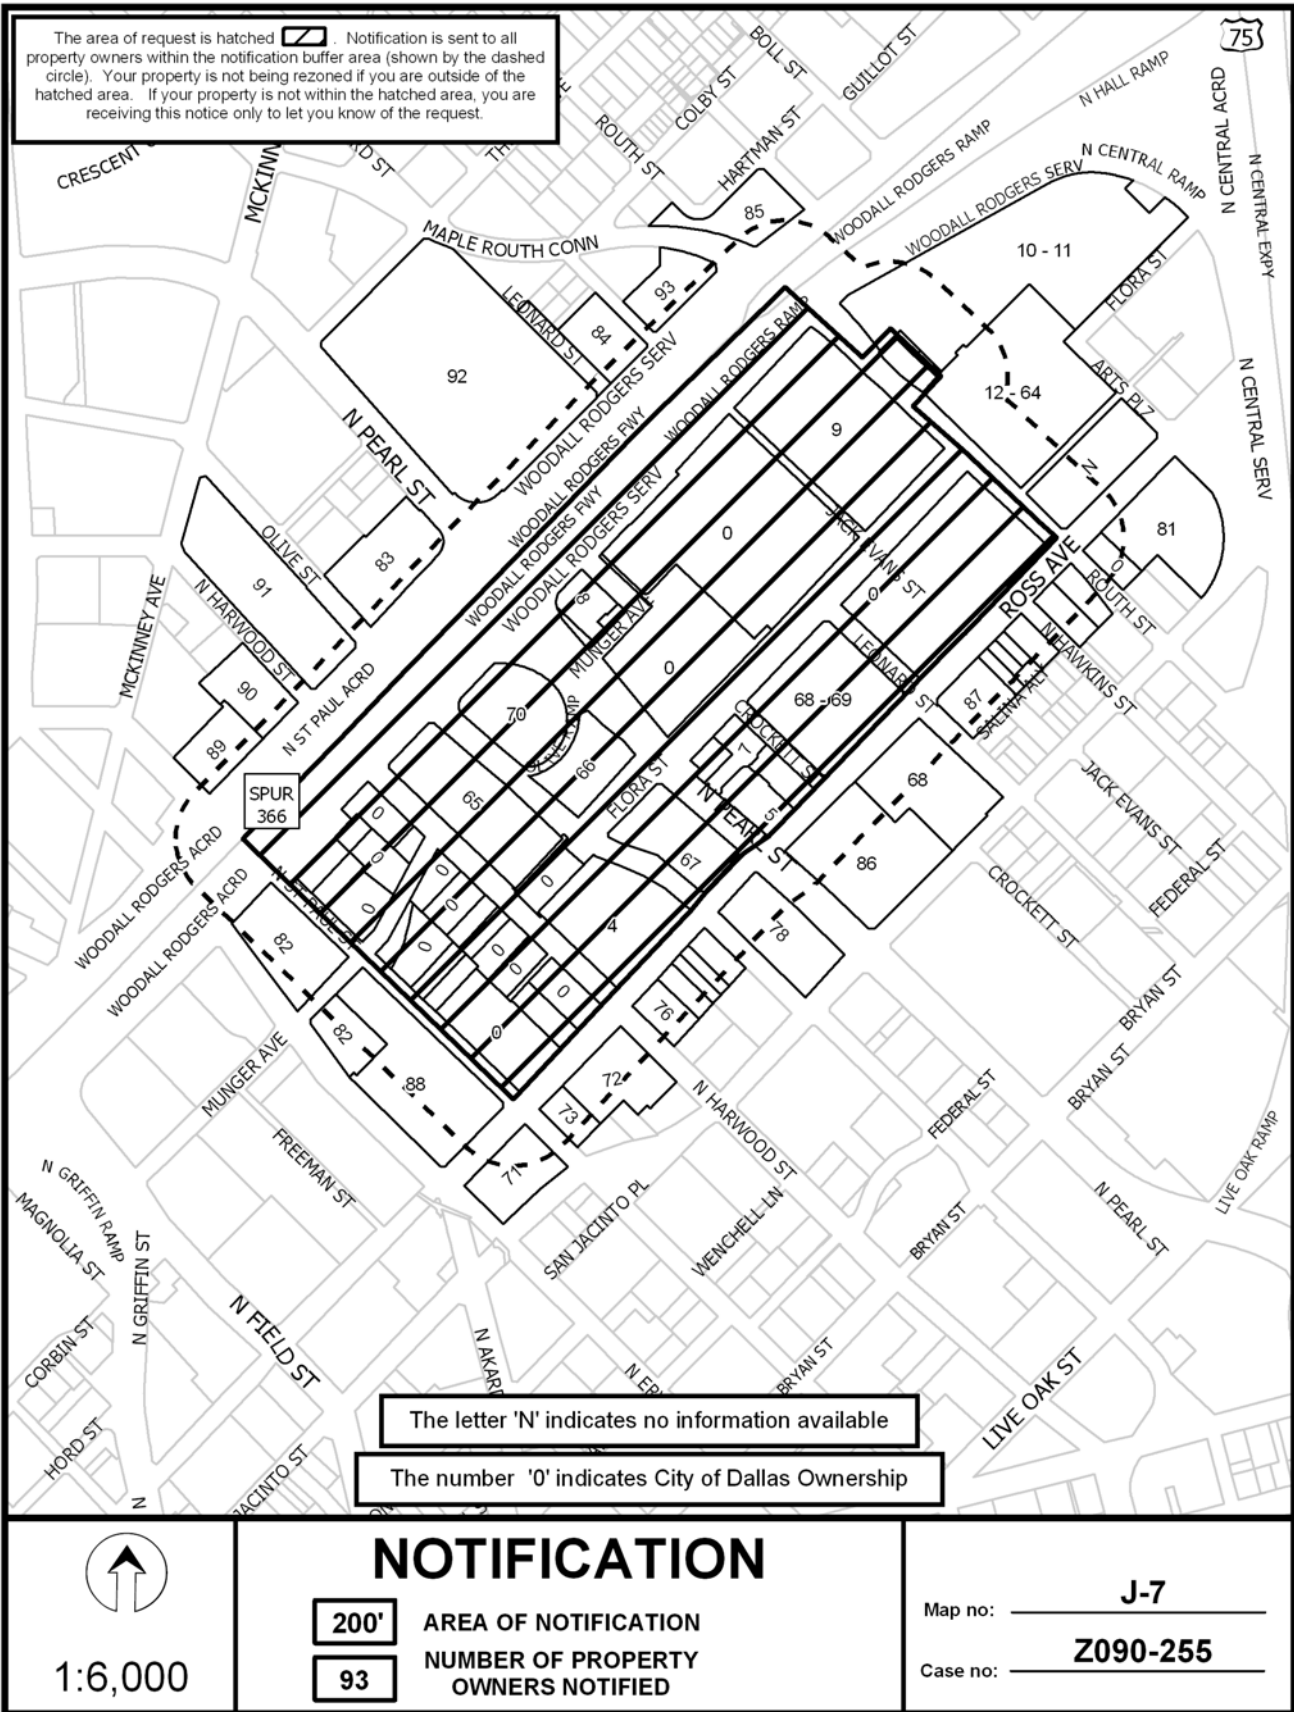 The area of request is hatched . Notification is sent to all
property owners within the notification buffer area (shown by the dashed
circle). Your property is not being rezoned if you are outside of the
hatched area. If your property is not within the hatched area, you are
receiving this notice only to let you know of the request.
75
BOLL ST
GUILLOT ST
COLBY ST
N HALL RAMP
N CENTRAL ACRD
N
ROUTH ST
HARTMAN ST
WOODALL RODGERS RAMP
N CENTRAL RAMP
N CENTRAL EXPY
CRESCENT
MCKINN
RD ST
TH
WOODALL RODGERS SERV
MAPLE ROUTH CONN
85
10 - 11
FLORA ST
93
LEONARD ST
84
92
WOODALL RODGERS RAMP
WOODALL RODGERS SERV
12 - 64
ARTS PLZ
N CENTRAL SERV
N PEARL ST
WOODALL RODGERS FWY
9
N
81
WOODALL RODGERS FWY
WOODALL RODGERS SERV
0
JACK EVANS ST
ROSS AVE
0
ROUTH ST
OLIVE ST
83
91
N HARWOOD ST
MCKINNEY AVE
8
MUNGER AVE
0
0
LEONARD ST
N HAWKINS ST
90
N ST PAUL ACRD
70
68 - 69
87
SALINA ALY
89
66
CROCKETT ST
7
68
SPUR
366
65
FLORA ST
N PEARL ST
5
JACK EVANS ST
0
0
0
67
86
FEDERAL ST
WOODALL RODGERS ACRD
WOODALL RODGERS ACRD
N ST PAUL ST
0
0
0
0
0
0
4
78
CROCKETT ST
82
0
76
BRYAN ST
82
0
88
72
73
MUNGER AVE
N HARWOOD ST
FEDERAL ST
BRYAN ST
FREEMAN ST
71
LIVE OAK RAMP
N GRIFFIN RAMP
MAGNOLIA ST
SAN JACINTO PL
WENCHELL LN
BRYAN ST
N PEARL ST
N GRIFFIN ST
N FIELD ST
CORBIN ST
N AKARD
BRYAN ST
LIVE OAK ST
HORD ST
JACINTO ST
N
The letter 'N' indicates no information available
The number '0' indicates City of Dallas Ownership
1:6,000
NOTIFICATION
200' AREA OF NOTIFICATION
93 NUMBER OF PROPERTY
OWNERS NOTIFIED
Map no: J-7
Case no: Z090-255